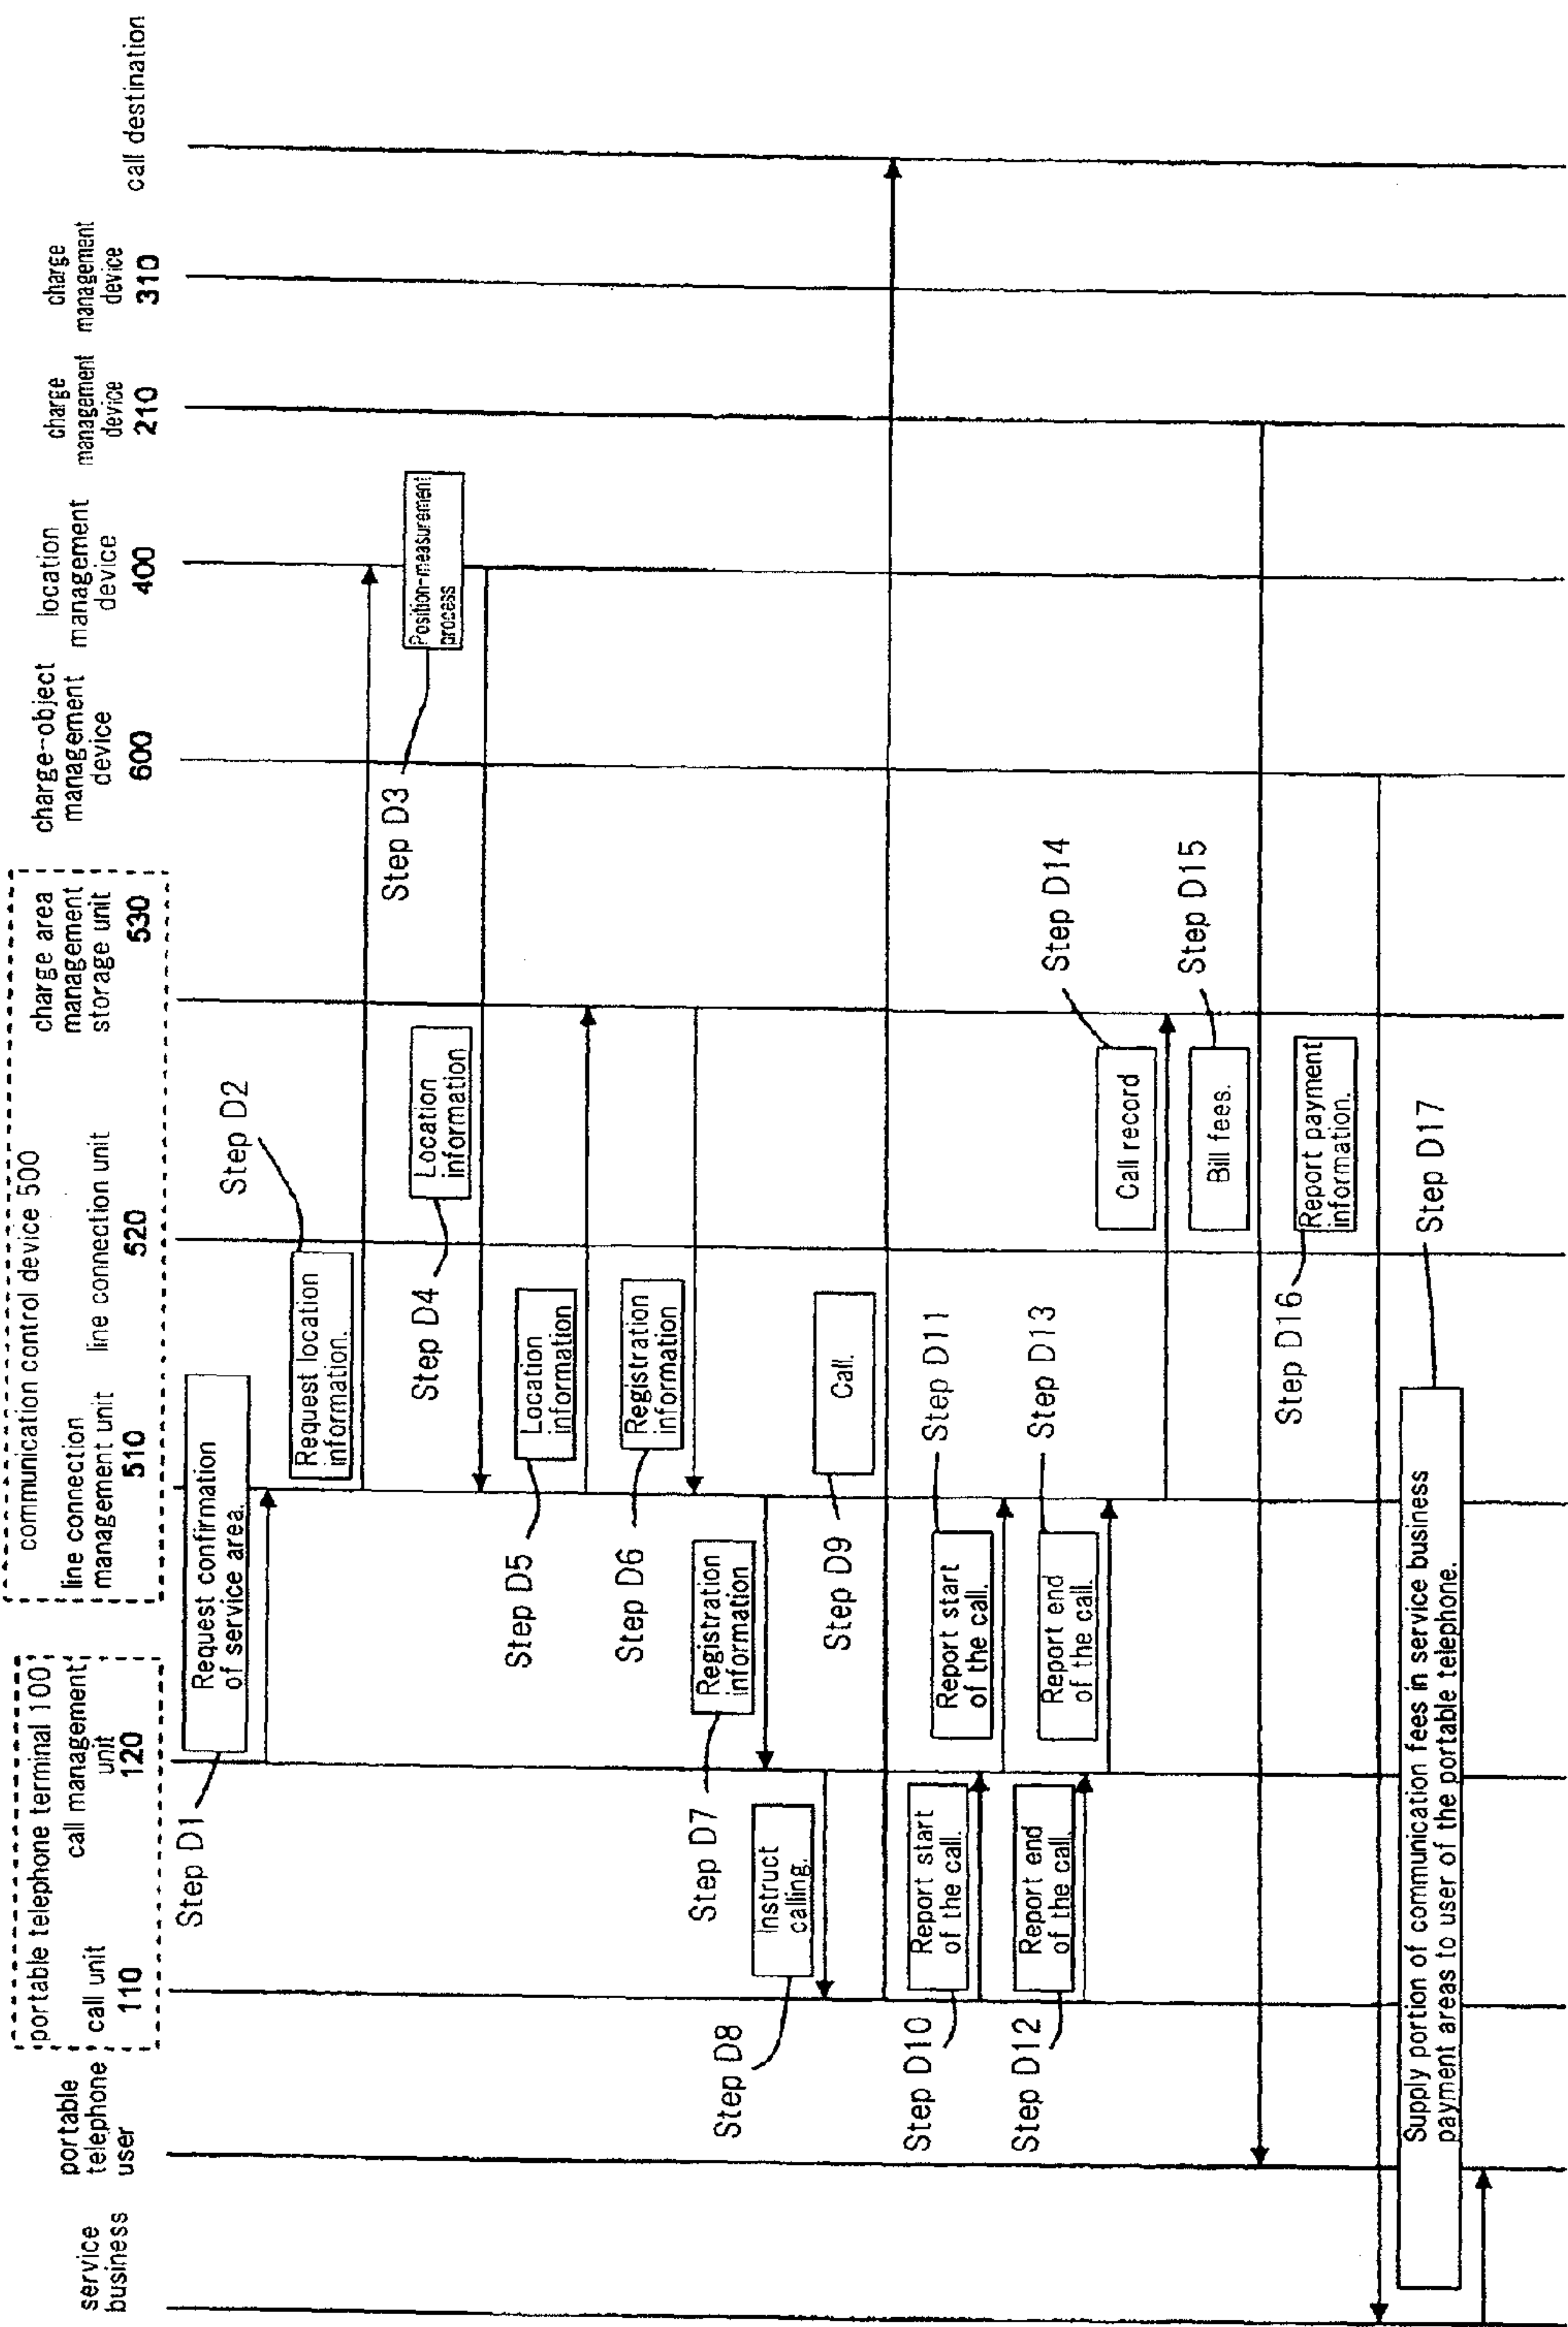 service
business
portable
telephone
user
portable telephone terminal 100
call unit
110
call management
unit
120
communication control device 500
line connection
management unit
510
line connection unit
520
charge area
management
storage unit
530
charge-object
management
device
600
location
management
device
400
charge
management
device
210
charge
management
device
310
call destination
Step D1
Request confirmation
of service area.
Step D2
Request location
information.
Step D3
Position-measurement
process
Step D4
Location
information
Step D5
Location
information
Step D6
Registration
information
Step D7
Registration
information
Step D8
Instruct
calling.
Step D9
Call.
Step D10
Report start
of the call.
Step D11
Report start
of the call.
Step D12
Report end
of the call.
Step D13
Report end
of the call.
Step D14
Call record
Step D15
Bill fees.
Step D16
Report payment
information.
Step D17
Supply portion of communication fees in service business
payment areas to user of the portable telephone.